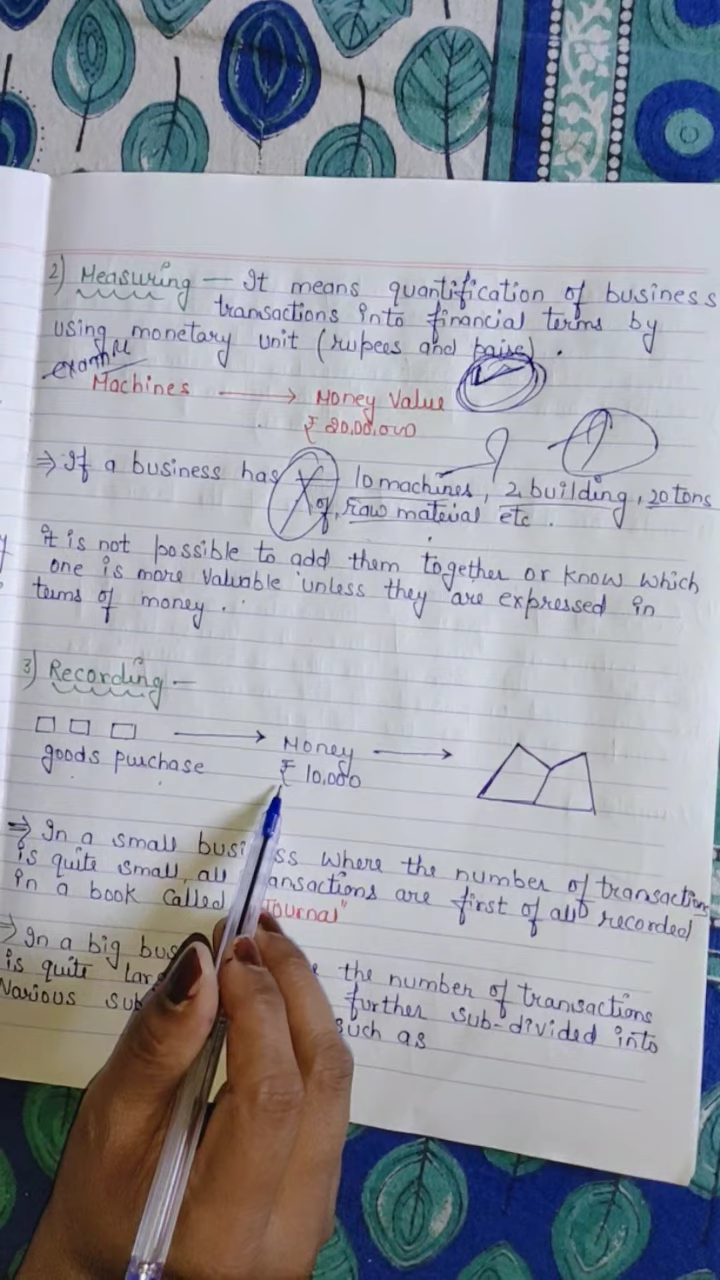 2) Measuring — It means quantification of business
transactions into financial terms by
using monetary unit (rupees and paise).
example
Machines → Money Value
₹ 20,00,000
⇒ If a business has 10 machines, 2 building, 20 tons
of raw material etc.
it is not possible to add them together or know which
one is more valuable unless they are expressed in
terms of money.
3) Recording —
goods purchase → Money →
₹ 10,000
⇒ In a small business where the number of transaction
is quite small, all transactions are first of all recorded
in a book called "Journal"
⇒ In a big bus the number of transactions
is quite further sub-divided into
Various such as